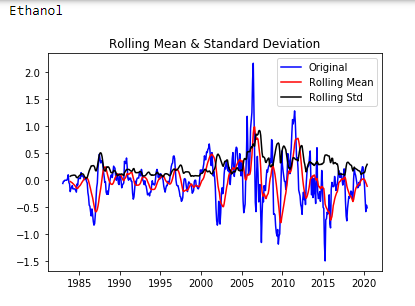 Ethanol
Rolling Mean & Standard Deviation
Original
Rolling Mean
Rolling Std
2.0
1.5
1.0
0.5
0.0
−0.5
−1.0
−1.5
1985 1990 1995 2000 2005 2010 2015 2020